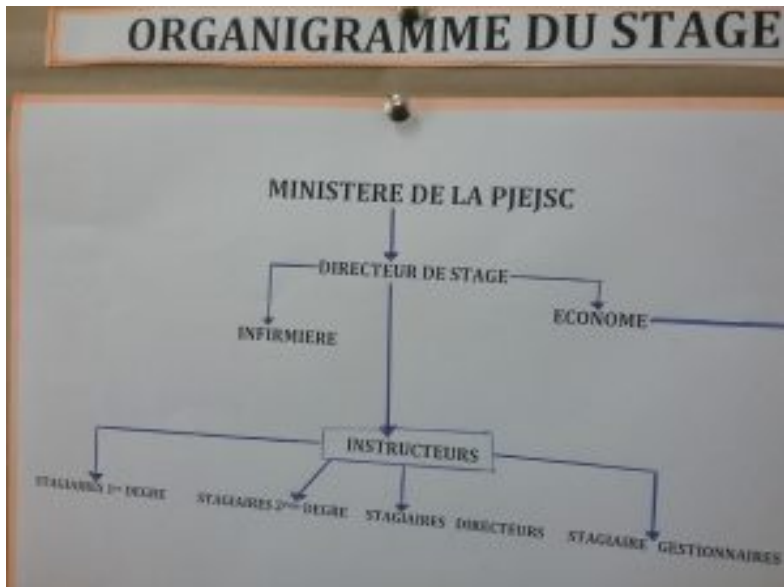 ORGANIGRAMME DU STAGE
MINISTERE DE LA PJEJSC
DIRECTEUR DE STAGE
INFIRMIERE
ECONOME
INSTRUCTEURS
STAGIAIRES 1er DEGRE
STAGIAIRES 2ème DEGRE
STAGIAIRES DIRECTEURS
STAGIAIRE GESTIONNAIRES